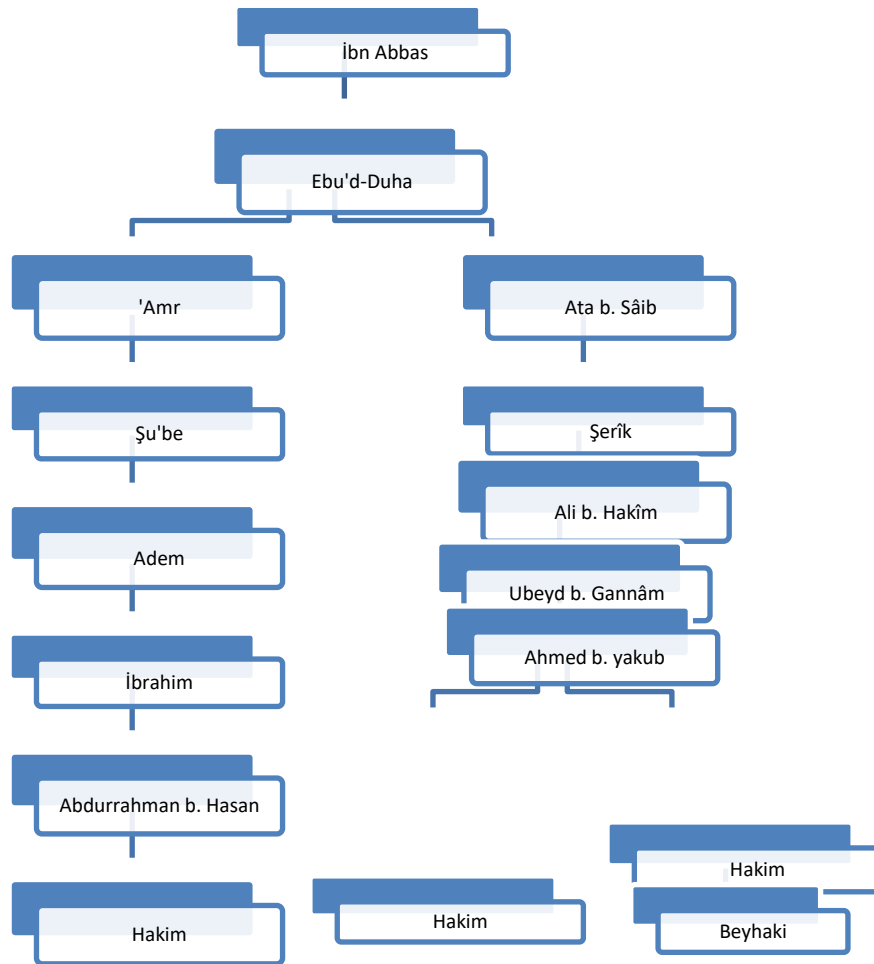 İbn Abbas
Ebu'd-Duha
'Amr
Ata b. Sâib
Şu'be
Şerîk
Ali b. Hakîm
Adem
Ubeyd b. Gannâm
Ahmed b. yakub
İbrahim
Abdurrahman b. Hasan
Hakim
Hakim
Hakim
Beyhaki